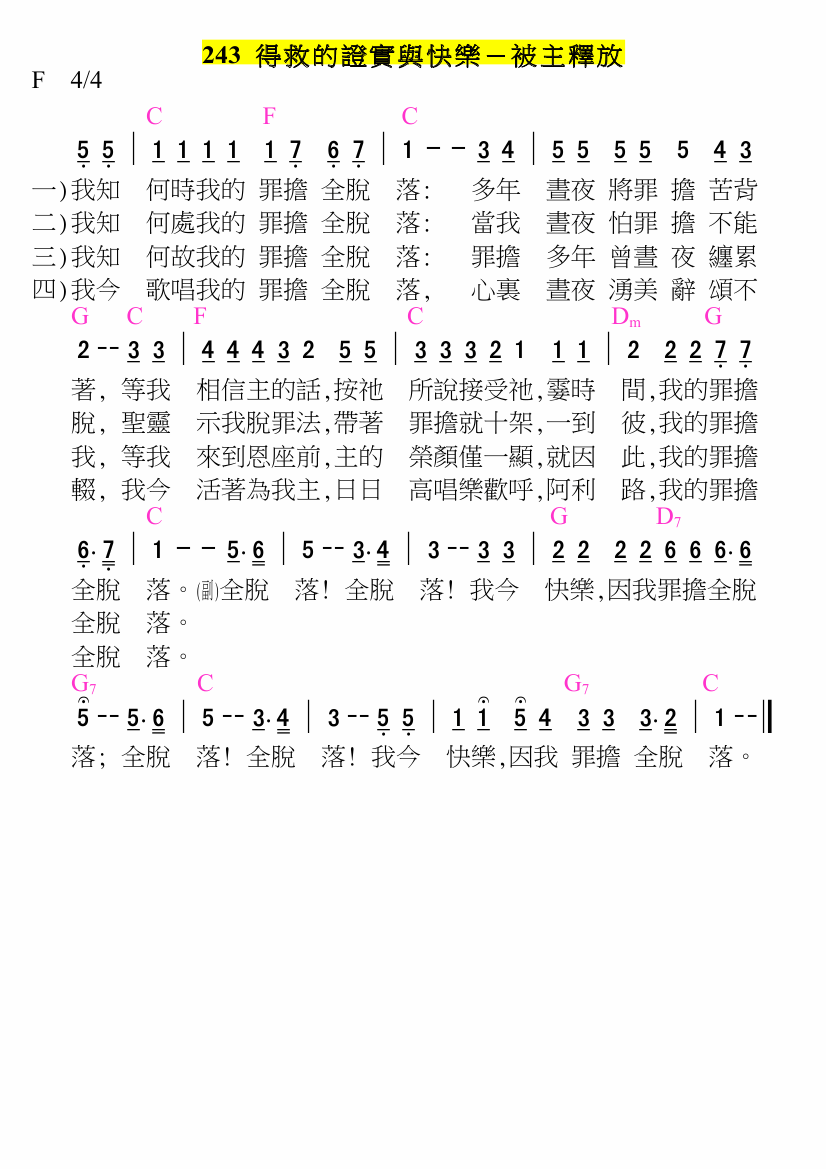 243 得救的證實與快樂－被主釋放
F 4/4
C F C
5 5 | 1 1 1 1 1 7 6 7 | 1 - - 3 4 | 5 5 5 5 5 4 3
一)我知 何時我的 罪擔 全脫 落: 多年 晝夜 將罪 擔 苦背
二)我知 何處我的 罪擔 全脫 落: 當我 晝夜 怕罪 擔 不能
三)我知 何故我的 罪擔 全脫 落: 罪擔 多年 曾晝 夜 纏累
四)我今 歌唱我的 罪擔 全脫 落, 心裏 晝夜 湧美 辭 頌不
G C F C Dm G
2 -- 3 3 | 4 4 4 3 2 5 5 | 3 3 3 2 1 1 1 | 2 2 2 7 7
著, 等我 相信主的話,按祂 所說接受祂,霎時 間,我的罪擔
脫, 聖靈 示我脫罪法,帶著 罪擔就十架,一到 彼,我的罪擔
我, 等我 來到恩座前,主的 榮顏僅一顯,就因 此,我的罪擔
輟, 我今 活著為我主,日日 高唱樂歡呼,阿利 路,我的罪擔
C G D7
6. 7 | 1 - - 5. 6 | 5 -- 3. 4 | 3 -- 3 3 | 2 2 2 2 6 6 6. 6
全脫 落。(副)全脫 落! 全脫 落! 我今 快樂,因我罪擔全脫
全脫 落。
全脫 落。
G7 C G7 C
5 -- 5. 6 | 5 -- 3. 4 | 3 -- 5 5 | 1 1 5 4 3 3 3. 2 | 1 -- ‖
落; 全脫 落! 全脫 落! 我今 快樂,因我 罪擔 全脫 落。